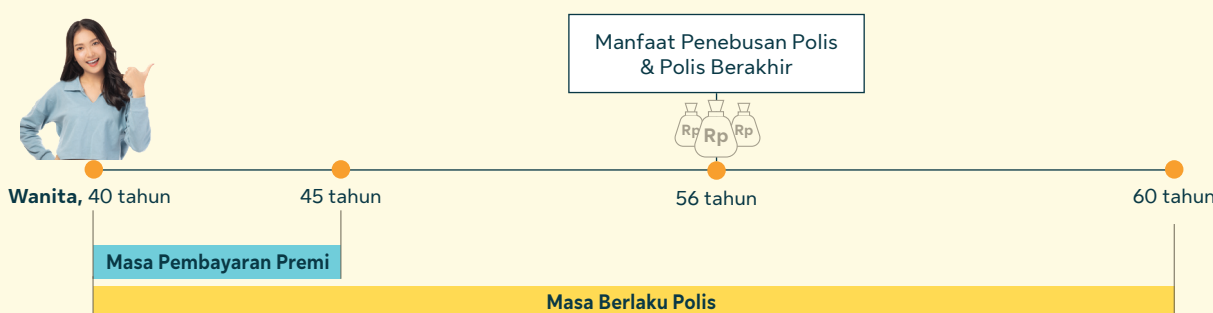 Manfaat Penebusan Polis
& Polis Berakhir
Rp Rp Rp
Wanita, 40 tahun
45 tahun
56 tahun
60 tahun
Masa Pembayaran Premi
Masa Berlaku Polis